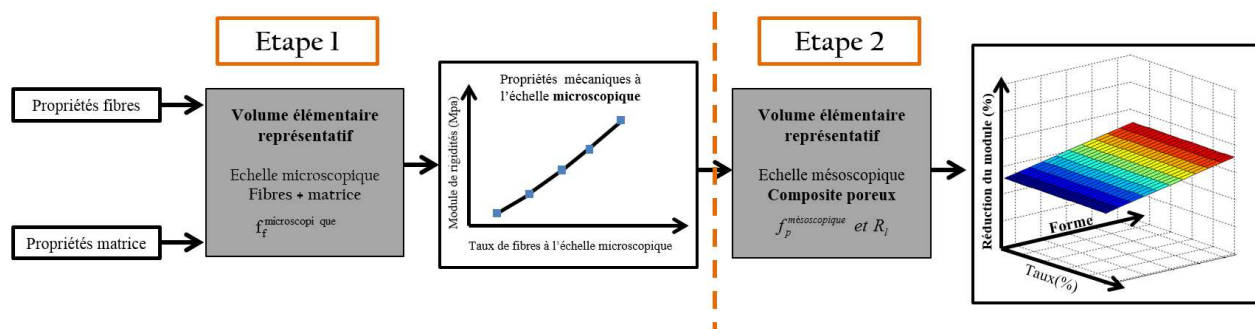 Etape 1
Etape 2
Propriétés fibres
Propriétés matrice
Volume élémentaire
représentatif
Echelle microscopique
Fibres + matrice
f_f^microscopi que
Propriétés mécaniques à
l'échelle microscopique
Module de rigidités (Mpa)
Taux de fibres à l'échelle microscopique
Volume élémentaire
représentatif
Echelle mésoscopique
Composite poreux
f_p^mésoscopique et R_l
Réduction du module (%)
Forme
Taux(%)